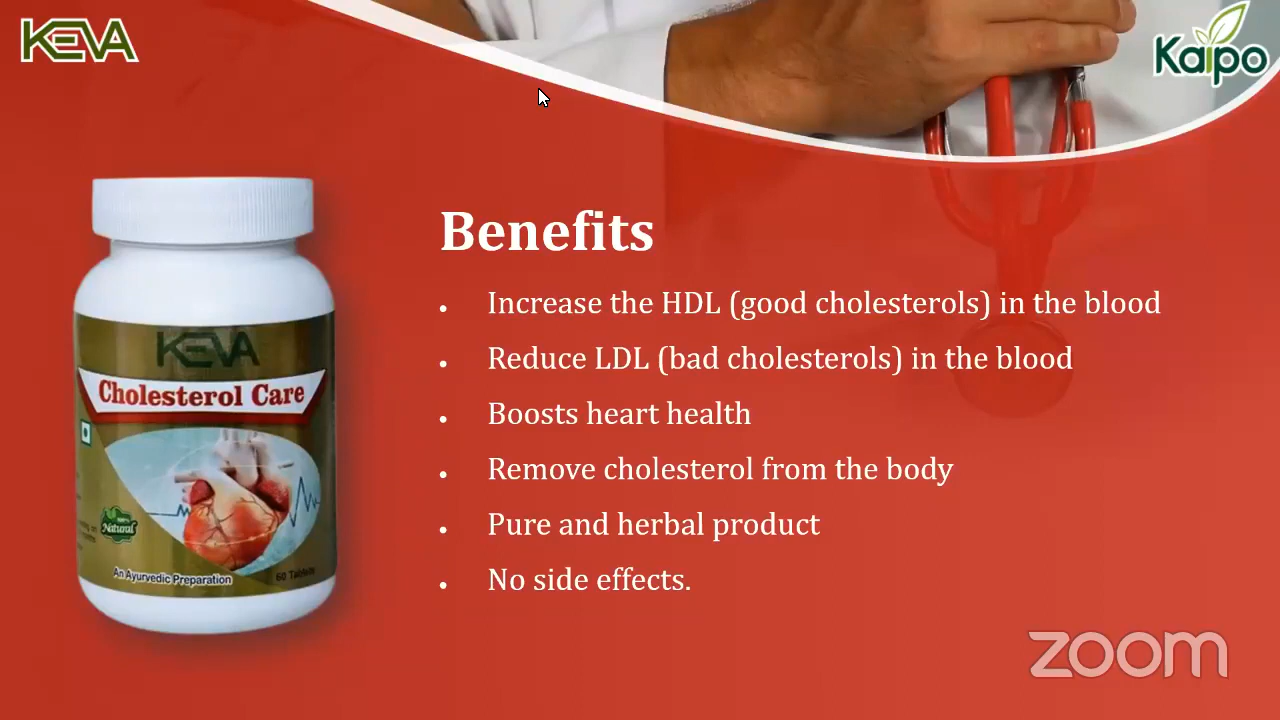 KEVA
Kaipo
Benefits
• Increase the HDL (good cholesterols) in the blood
• Reduce LDL (bad cholesterols) in the blood
• Boosts heart health
• Remove cholesterol from the body
• Pure and herbal product
• No side effects.
KEVA
Cholesterol Care
Natural
An Ayurvedic Preparation
60 Tablets
zoom